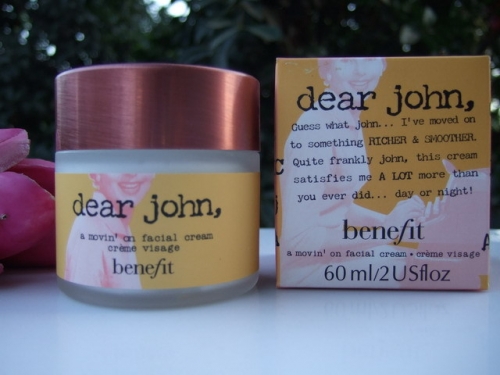 dear john,
a movin' on facial cream
crème visage
benefit
dear john,
Guess what john... I've moved on
to something RICHER & SMOOTHER.
Quite frankly john, this cream
satisfies me A LOT more than
you ever did... day or night!
benefit
a movin' on facial cream • crème visage
60 ml/2USfloz